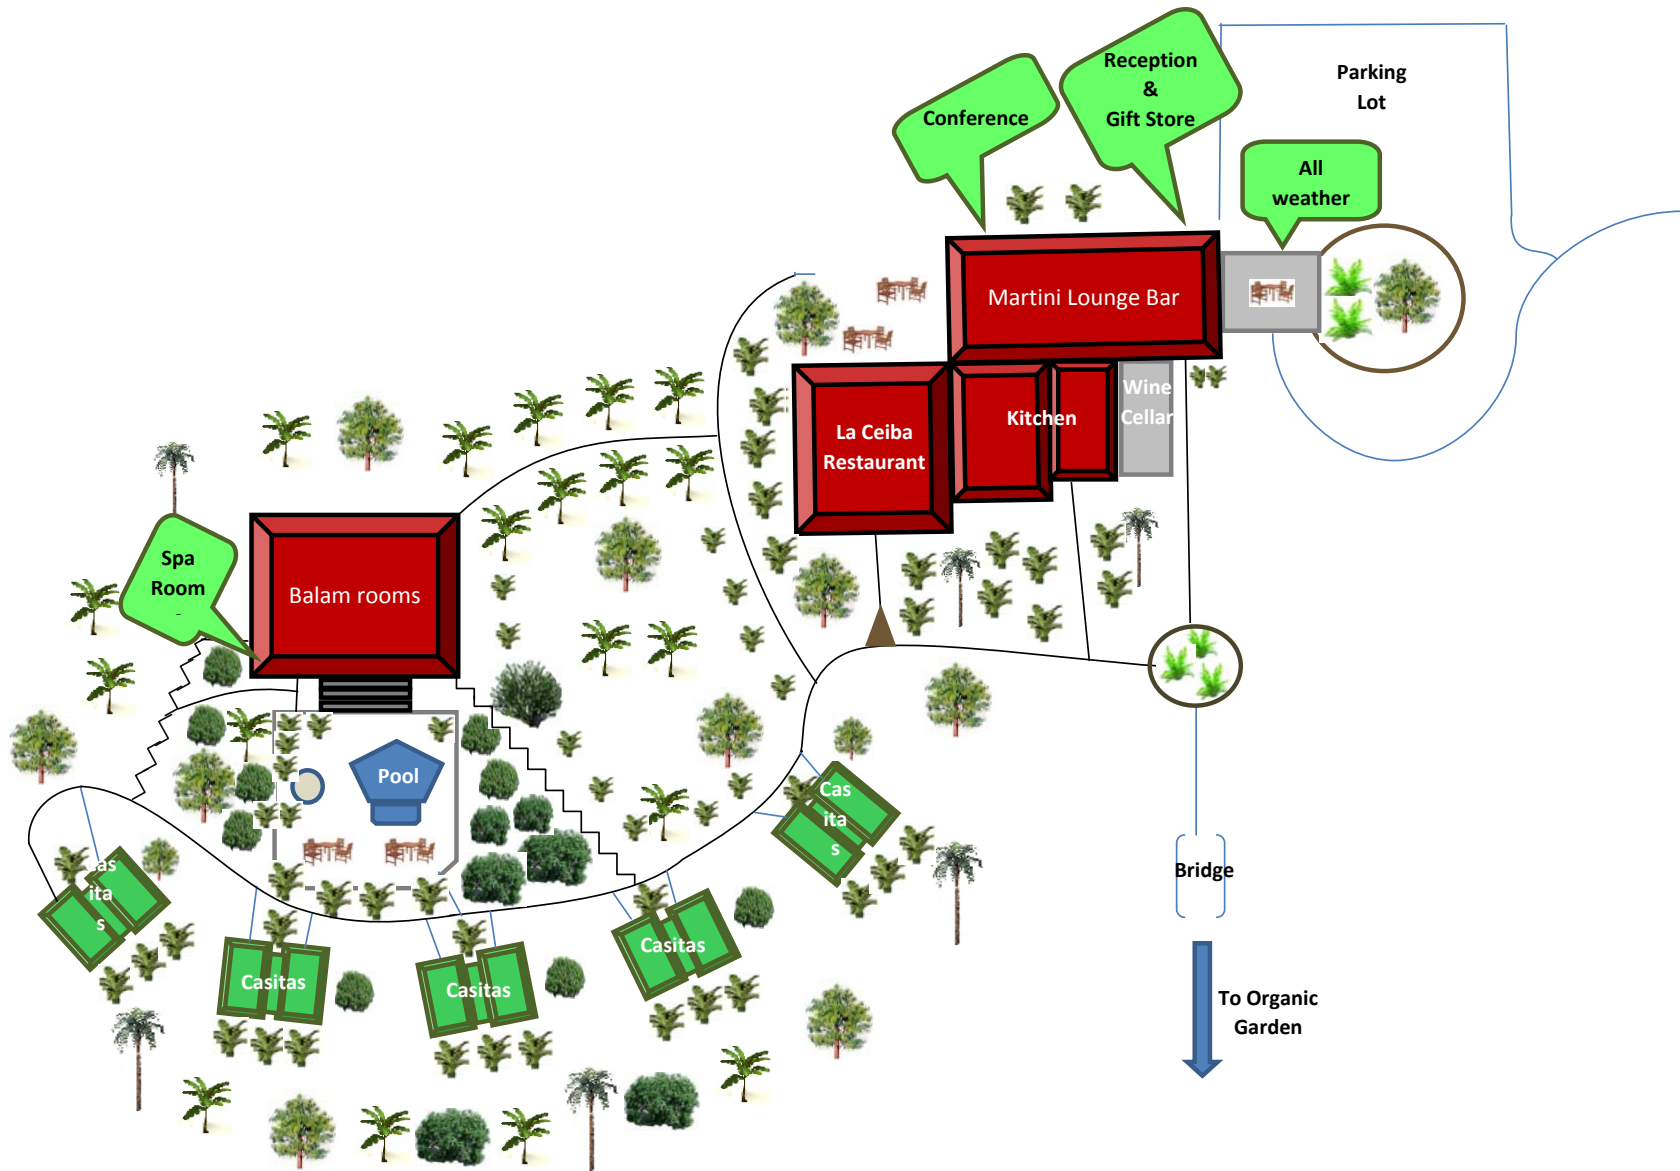 Reception
&
Gift Store
Parking
Lot
Conference
All
weather
Martini Lounge Bar
Wine
Cellar
Kitchen
La Ceiba
Restaurant
Spa
Room
Balam rooms
Pool
Cas
ita
s
Bridge
as
ita
s
Casitas
Casitas
Casitas
To Organic
Garden